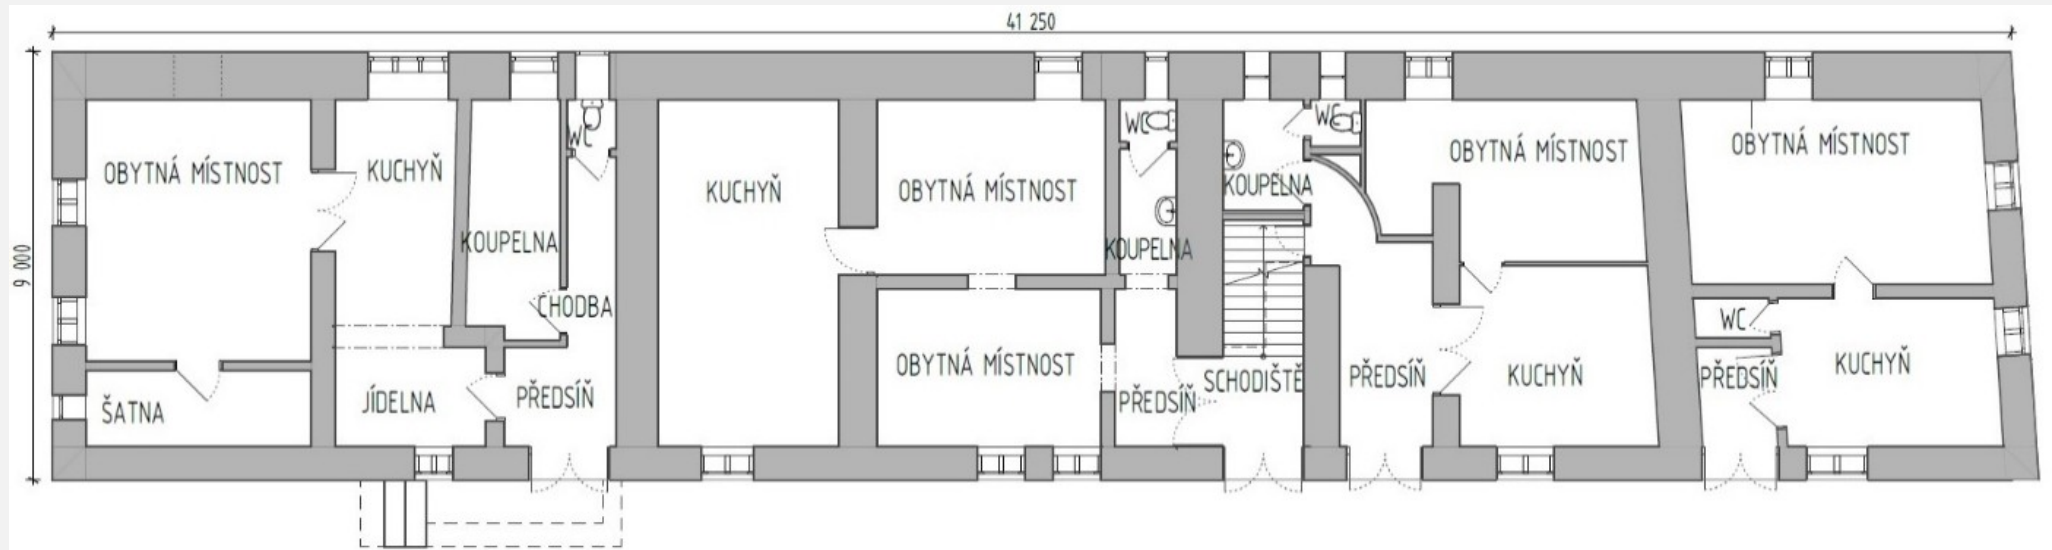 41 250
9 000
OBYTNÁ MÍSTNOST
KUCHYŇ
KOUPELNA
WC
CHODBA
ŠATNA
JÍDELNA
PŘEDSÍŇ
KUCHYŇ
OBYTNÁ MÍSTNOST
OBYTNÁ MÍSTNOST
WC
KOUPELNA
PŘEDSÍŇ
KOUPELNA
WC
SCHODIŠTĚ
OBYTNÁ MÍSTNOST
PŘEDSÍŇ
KUCHYŇ
OBYTNÁ MÍSTNOST
WC
PŘEDSÍŇ
KUCHYŇ